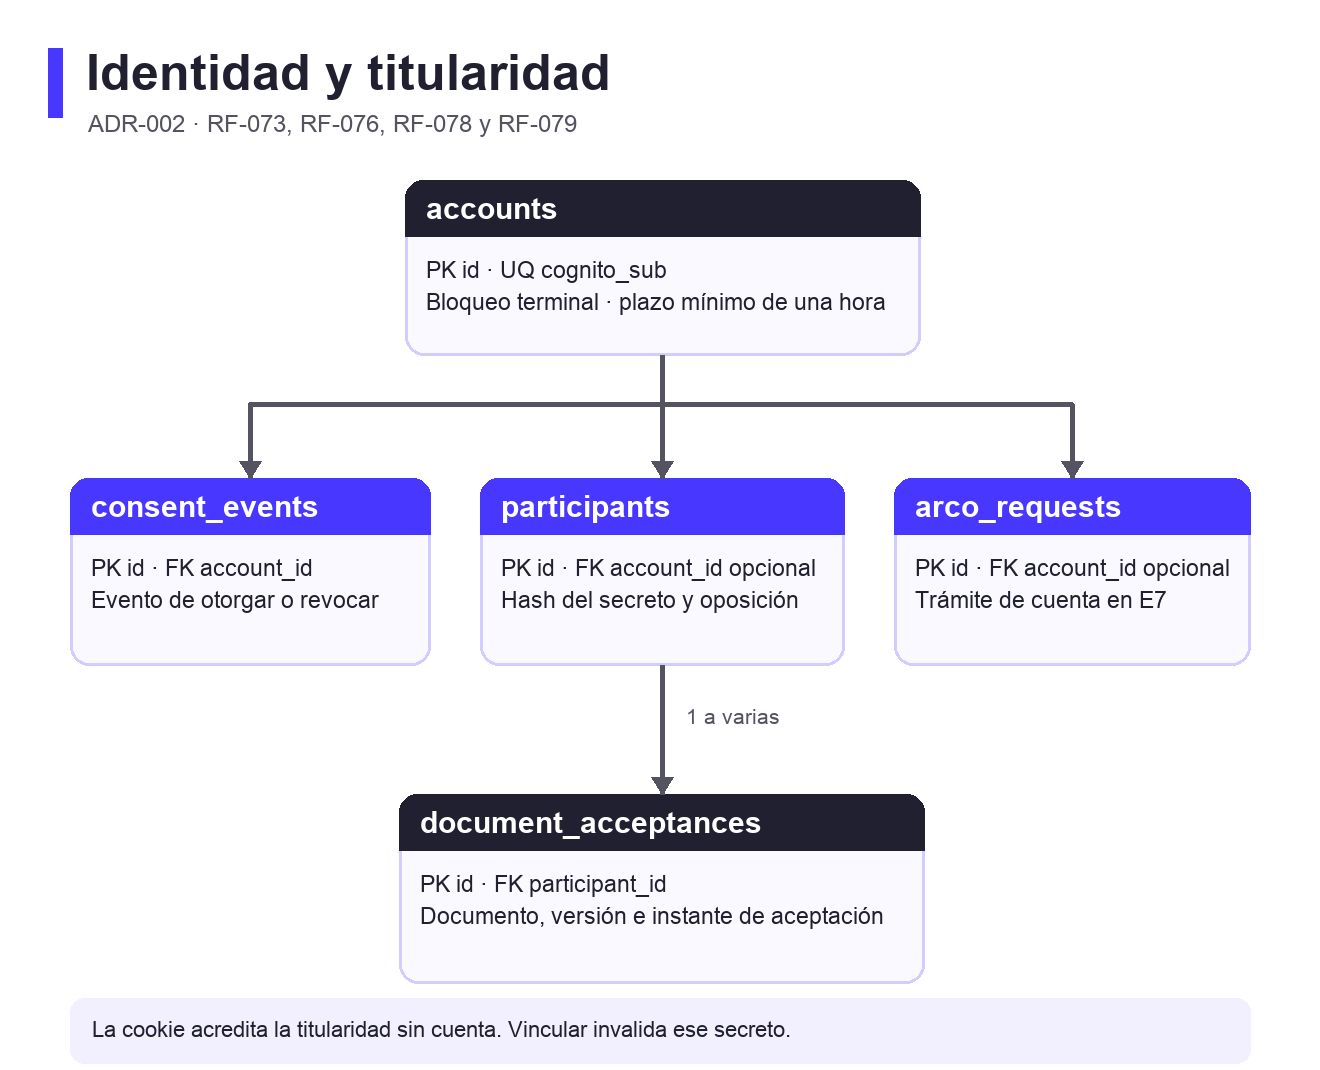 Identidad y titularidad
ADR-002 · RF-073, RF-076, RF-078 y RF-079
accounts
PK id · UQ cognito_sub
Bloqueo terminal · plazo mínimo de una hora
consent_events
PK id · FK account_id
Evento de otorgar o revocar
participants
PK id · FK account_id opcional
Hash del secreto y oposición
arco_requests
PK id · FK account_id opcional
Trámite de cuenta en E7
1 a varias
document_acceptances
PK id · FK participant_id
Documento, versión e instante de aceptación
La cookie acredita la titularidad sin cuenta. Vincular invalida ese secreto.